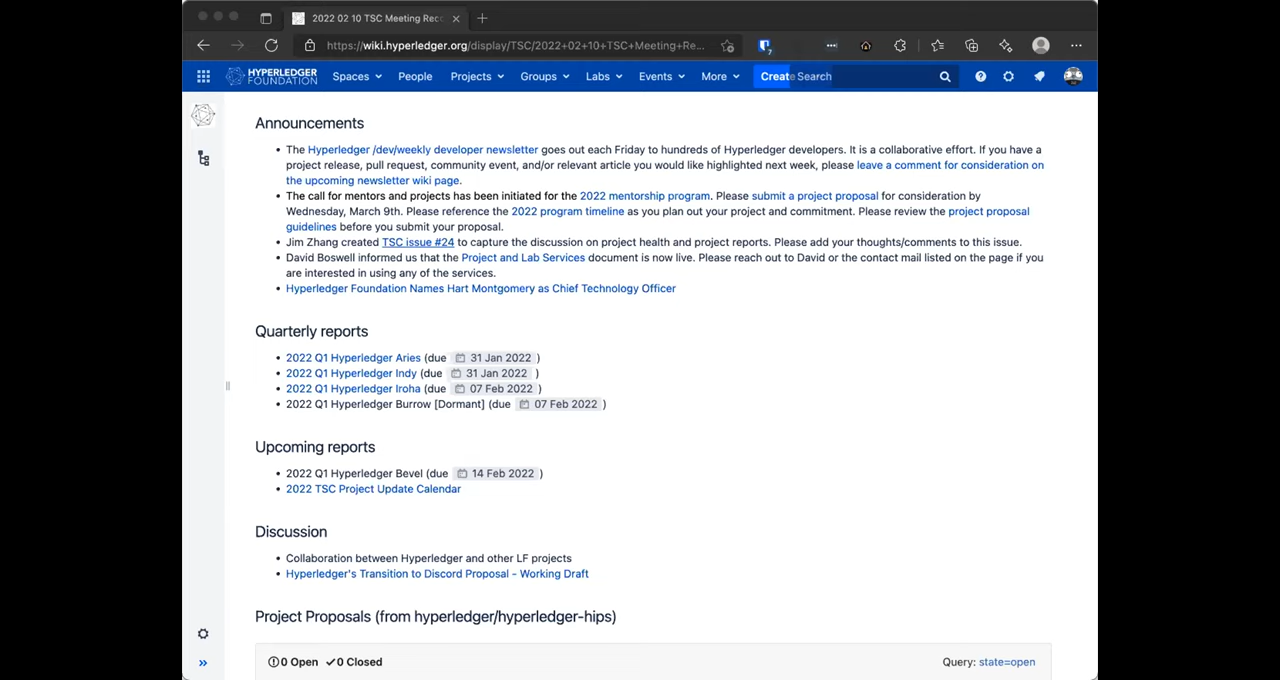 2022 02 10 TSC Meeting Rec
https://wiki.hyperledger.org/display/TSC/2022+02+10+TSC+Meeting+Re...
7
HYPERLEDGER
FOUNDATION
Spaces People Projects Groups Labs Events More Create Search
Announcements
• The Hyperledger /dev/weekly developer newsletter goes out each Friday to hundreds of Hyperledger developers. It is a collaborative effort. If you have a
project release, pull request, community event, and/or relevant article you would like highlighted next week, please leave a comment for consideration on
the upcoming newsletter wiki page.
• The call for mentors and projects has been initiated for the 2022 mentorship program. Please submit a project proposal for consideration by
Wednesday, March 9th. Please reference the 2022 program timeline as you plan out your project and commitment. Please review the project proposal
guidelines before you submit your proposal.
• Jim Zhang created TSC issue #24 to capture the discussion on project health and project reports. Please add your thoughts/comments to this issue.
• David Boswell informed us that the Project and Lab Services document is now live. Please reach out to David or the contact mail listed on the page if you
are interested in using any of the services.
• Hyperledger Foundation Names Hart Montgomery as Chief Technology Officer
Quarterly reports
• 2022 Q1 Hyperledger Aries (due 31 Jan 2022 )
• 2022 Q1 Hyperledger Indy (due 31 Jan 2022 )
• 2022 Q1 Hyperledger Iroha (due 07 Feb 2022 )
• 2022 Q1 Hyperledger Burrow [Dormant] (due 07 Feb 2022 )
Upcoming reports
• 2022 Q1 Hyperledger Bevel (due 14 Feb 2022 )
• 2022 TSC Project Update Calendar
Discussion
• Collaboration between Hyperledger and other LF projects
• Hyperledger's Transition to Discord Proposal - Working Draft
Project Proposals (from hyperledger/hyperledger-hips)
0 Open ✓0 Closed Query: state=open